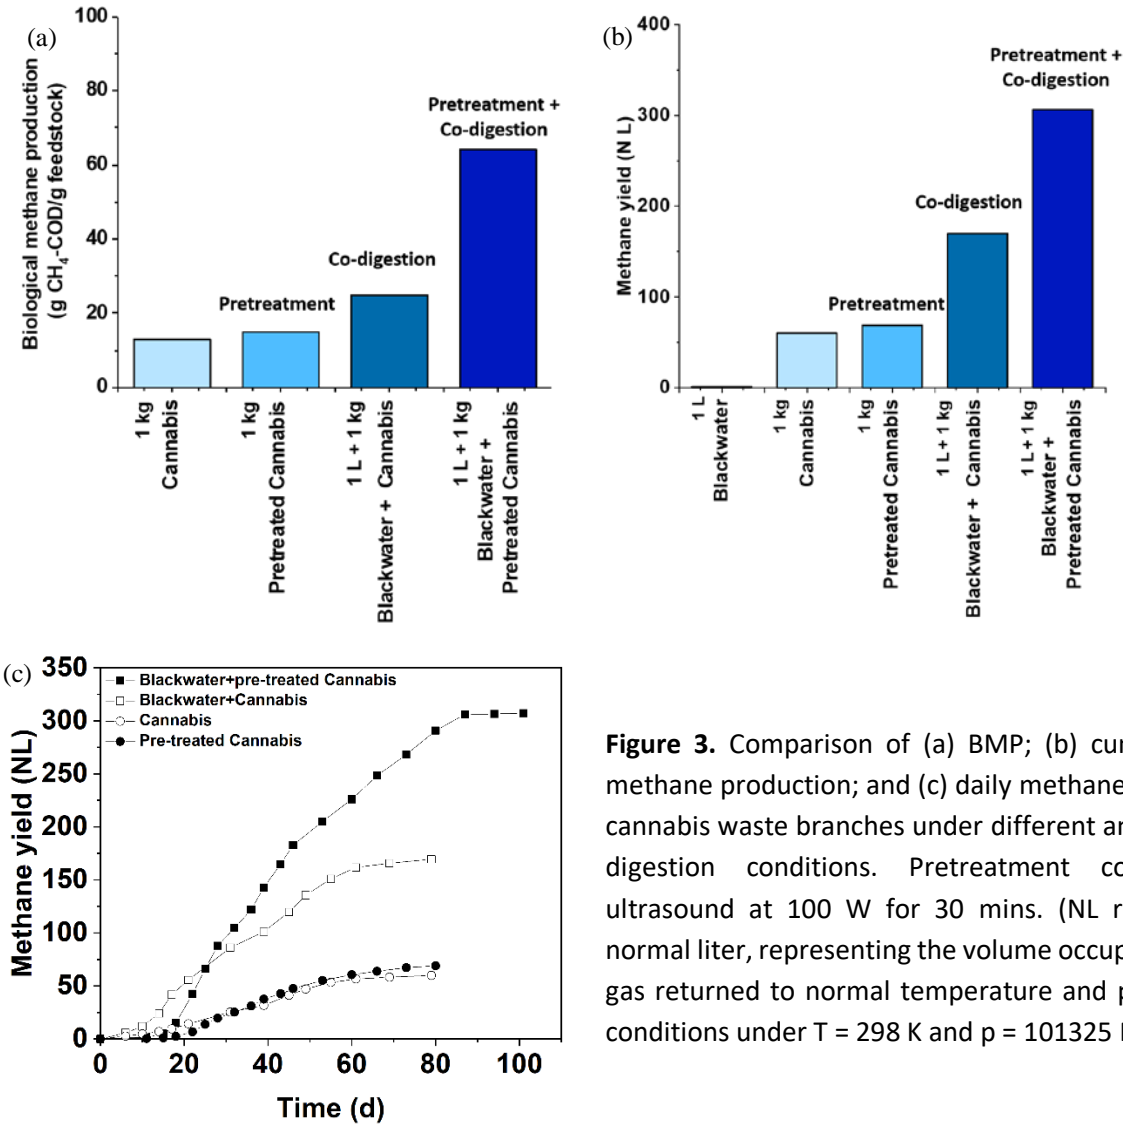 (a)
Biological methane production
(g CH₄-COD/g feedstock)
100
80
60
40
20
0
Pretreatment
Co-digestion
Pretreatment +
Co-digestion
1 kg
Cannabis
1 kg
Pretreated Cannabis
1 L + 1 kg
Blackwater + Cannabis
1 L + 1 kg
Blackwater +
Pretreated Cannabis
(b)
Methane yield (N L)
400
300
200
100
0
Pretreatment
Co-digestion
Pretreatment +
Co-digestion
1 L
Blackwater
1 kg
Cannabis
1 kg
Pretreated Cannabis
1 L + 1 kg
Blackwater + Cannabis
1 L + 1 kg
Blackwater +
Pretreated Cannabis
(c)
Methane yield (NL)
350
300
250
200
150
100
50
0
Blackwater+pre-treated Cannabis
Blackwater+Cannabis
Cannabis
Pre-treated Cannabis
0
20
40
60
80
100
Time (d)
Figure 3. Comparison of (a) BMP; (b)
methane production; and (c) daily methane
cannabis waste branches under different
digestion conditions. Pretreatment
ultrasound at 100 W for 30 mins. (NL
normal liter, representing the volume
gas returned to normal temperature and
conditions under T = 298 K and p = 101325